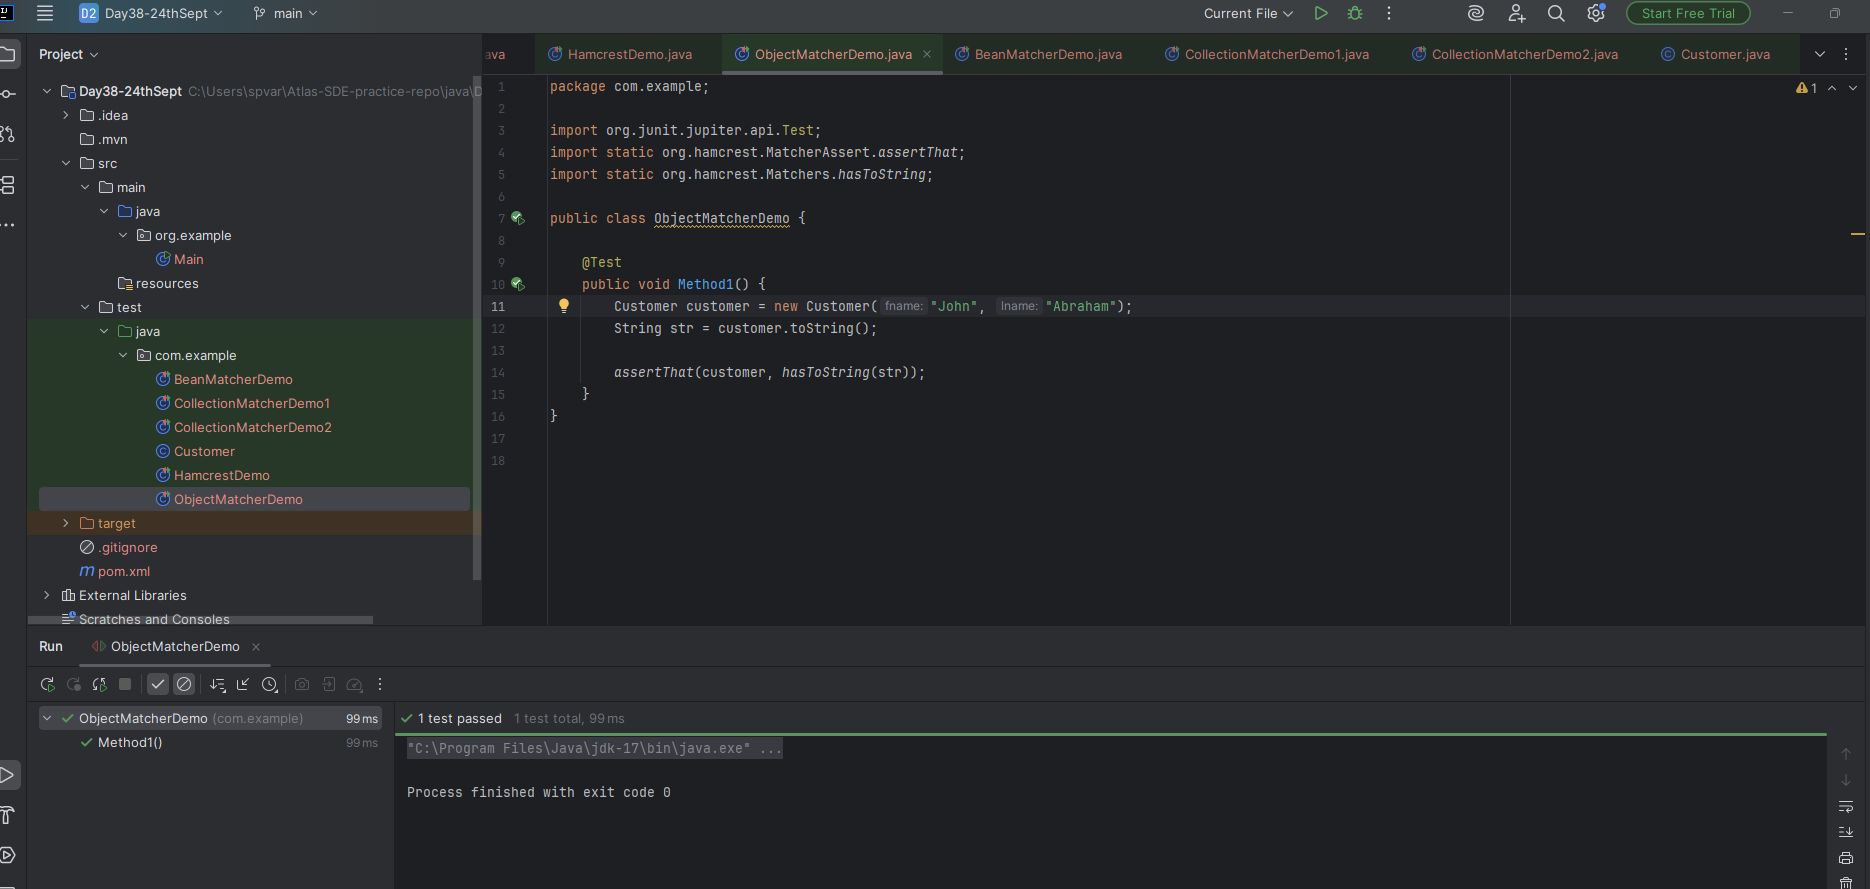 D2 Day38-24thSept main Current File Start Free Trial
Project
ava HamcrestDemo.java ObjectMatcherDemo.java BeanMatcherDemo.java CollectionMatcherDemo1.java CollectionMatcherDemo2.java Customer.java
Day38-24thSept C:\Users\spvar\Atlas-SDE-practice-repo\java\D
.idea
.mvn
src
main
java
org.example
Main
resources
test
java
com.example
BeanMatcherDemo
CollectionMatcherDemo1
CollectionMatcherDemo2
Customer
HamcrestDemo
ObjectMatcherDemo
target
.gitignore
pom.xml
External Libraries
Scratches and Consoles
1 package com.example; 1
2
3 import org.junit.jupiter.api.Test;
4 import static org.hamcrest.MatcherAssert.assertThat;
5 import static org.hamcrest.Matchers.hasToString;
6
7 public class ObjectMatcherDemo {
8
9 @Test
10 public void Method1() {
11 Customer customer = new Customer( fname: "John", lname: "Abraham");
12 String str = customer.toString();
13
14 assertThat(customer, hasToString(str));
15 }
16 }
17
18
Run ObjectMatcherDemo
ObjectMatcherDemo (com.example) 99 ms
Method1() 99 ms
1 test passed 1 test total, 99 ms
"C:\Program Files\Java\jdk-17\bin\java.exe" ...
Process finished with exit code 0